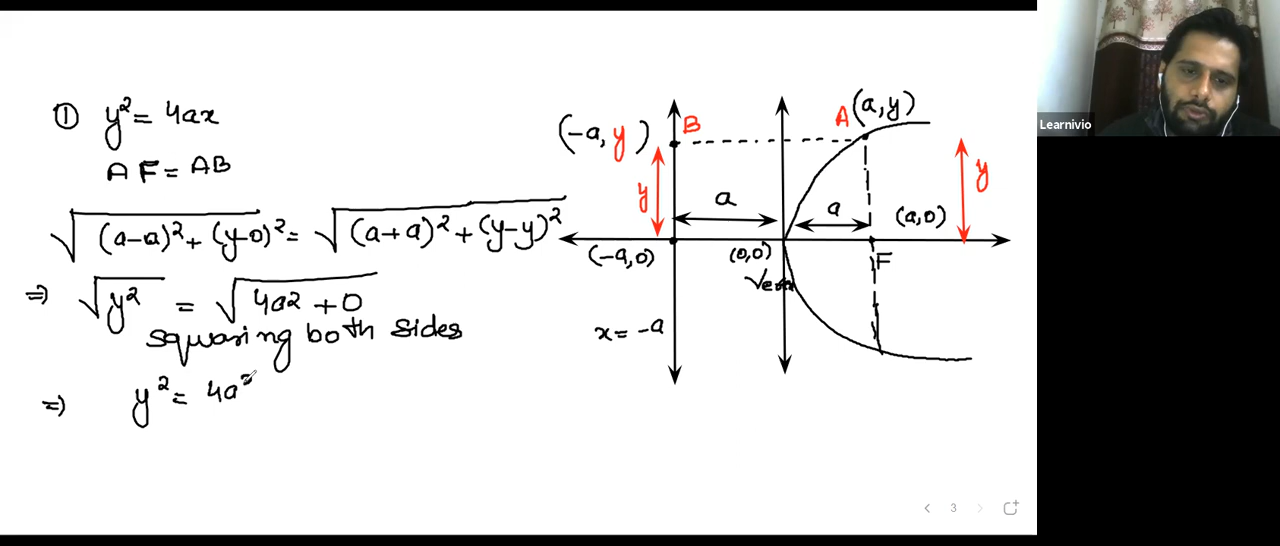 ① y² = 4ax
AF = AB
√(a-a)² + (y-0)² = √(a+a)² + (y-y)²
⇒ √y² = √4a² + 0
squaring both sides
⇒ y² = 4a²
(-a, y)
B
A (a, y)
y
a
a
y
(a,0)
(-a,0)
(0,0)
F
x = -a
Learnivio
3